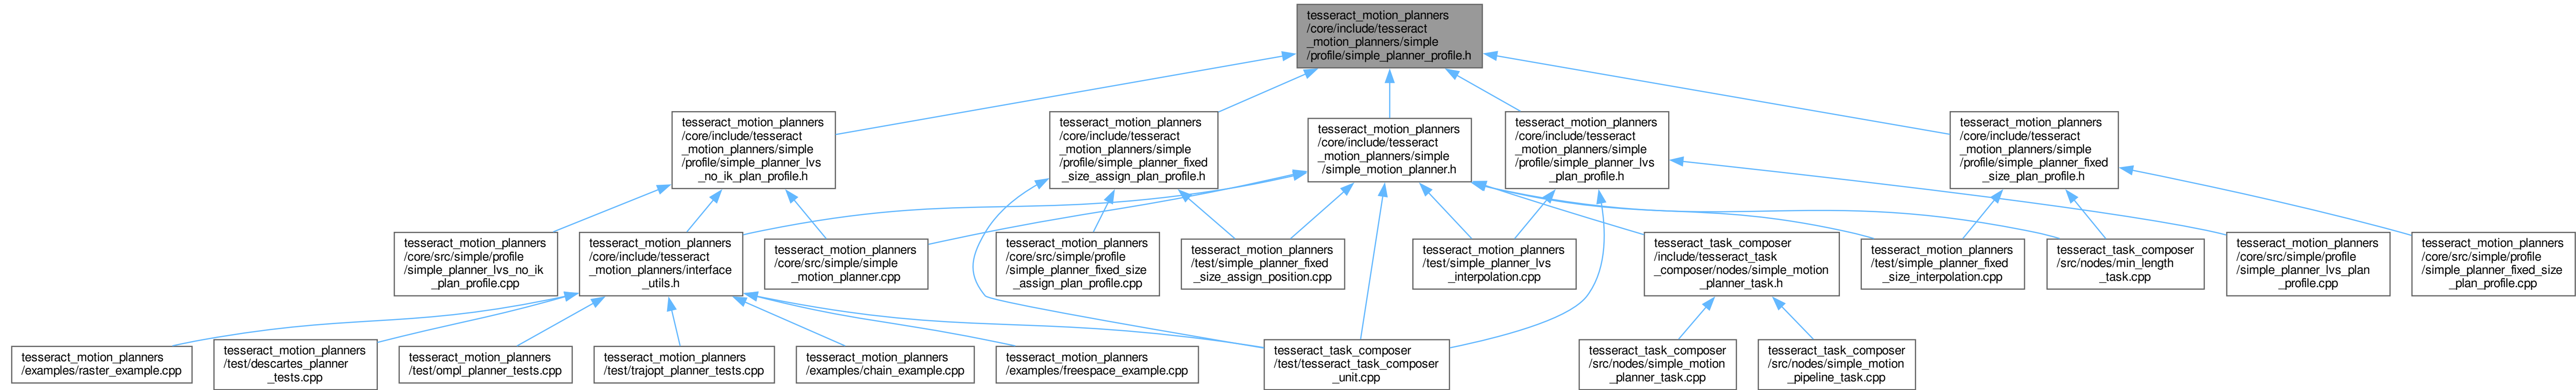 tesseract_motion_planners
/core/include/tesseract
_motion_planners/simple
/profile/simple_planner_profile.h
tesseract_motion_planners
/core/include/tesseract
_motion_planners/simple
/profile/simple_planner_lvs
_no_ik_plan_profile.h
tesseract_motion_planners
/core/include/tesseract
_motion_planners/simple
/profile/simple_planner_fixed
_size_assign_plan_profile.h
tesseract_motion_planners
/core/include/tesseract
_motion_planners/simple
/simple_motion_planner.h
tesseract_motion_planners
/core/include/tesseract
_motion_planners/simple
/profile/simple_planner_lvs
_plan_profile.h
tesseract_motion_planners
/core/include/tesseract
_motion_planners/simple
/profile/simple_planner_fixed
_size_plan_profile.h
tesseract_motion_planners
/core/src/simple/profile
/simple_planner_lvs_no_ik
_plan_profile.cpp
tesseract_motion_planners
/core/include/tesseract
_motion_planners/interface
_utils.h
tesseract_motion_planners
/core/src/simple/simple
_motion_planner.cpp
tesseract_motion_planners
/core/src/simple/profile
/simple_planner_fixed_size
_assign_plan_profile.cpp
tesseract_motion_planners
/test/simple_planner_fixed
_size_assign_position.cpp
tesseract_motion_planners
/test/simple_planner_lvs
_interpolation.cpp
tesseract_task_composer
/include/tesseract_task
_composer/nodes/simple_motion
_planner_task.h
tesseract_motion_planners
/test/simple_planner_fixed
_size_interpolation.cpp
tesseract_task_composer
/src/nodes/min_length
_task.cpp
tesseract_motion_planners
/core/src/simple/profile
/simple_planner_lvs_plan
_profile.cpp
tesseract_motion_planners
/core/src/simple/profile
/simple_planner_fixed_size
_plan_profile.cpp
tesseract_motion_planners
/examples/raster_example.cpp
tesseract_motion_planners
/test/descartes_planner
_tests.cpp
tesseract_motion_planners
/test/ompl_planner_tests.cpp
tesseract_motion_planners
/test/trajopt_planner_tests.cpp
tesseract_motion_planners
/examples/chain_example.cpp
tesseract_motion_planners
/examples/freespace_example.cpp
tesseract_task_composer
/test/tesseract_task_composer
_unit.cpp
tesseract_task_composer
/src/nodes/simple_motion
_planner_task.cpp
tesseract_task_composer
/src/nodes/simple_motion
_pipeline_task.cpp